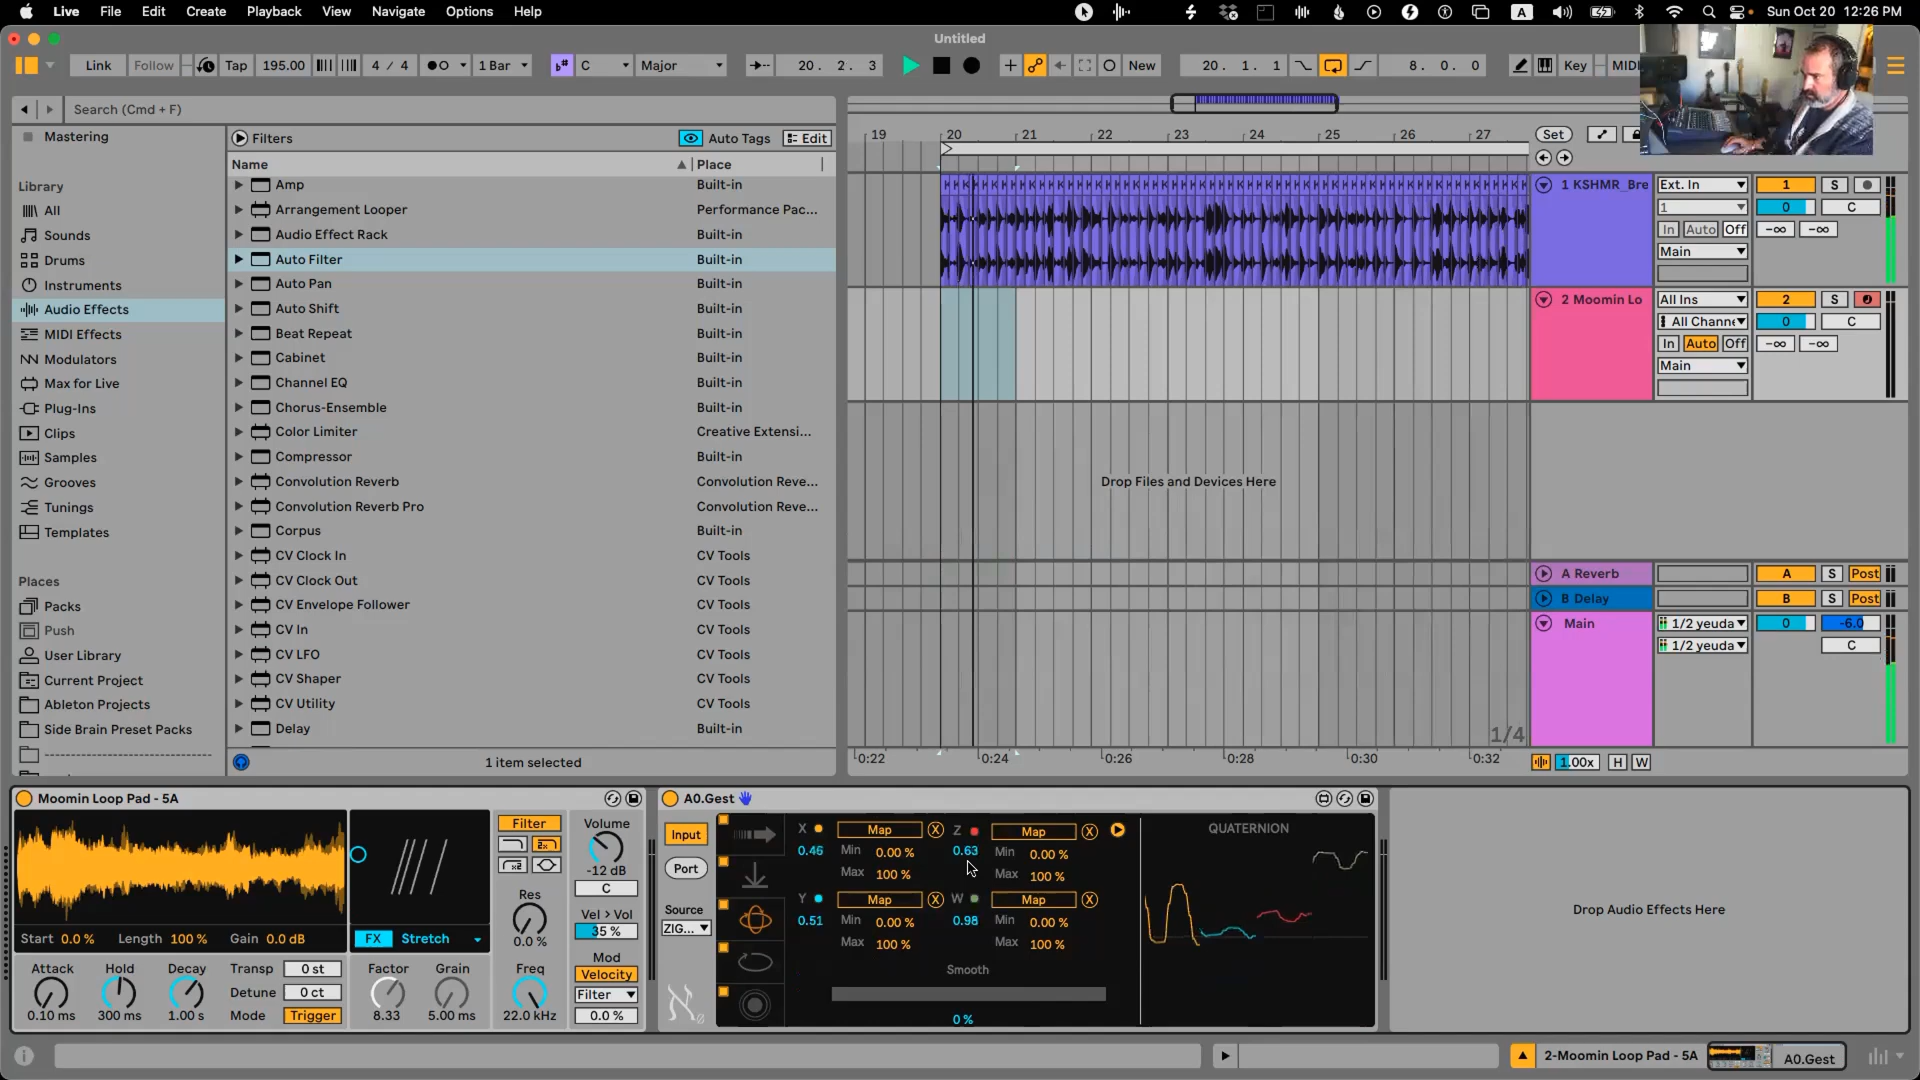 Live File Edit Create Playback View Navigate Options Help
A
Sun Oct 20 12:26 PM
Untitled
Link Follow Tap 195.00 4 / 4 1 Bar C Major 20. 2. 3 New 20. 1. 1 8. 0. 0 Key MIDI
Search (Cmd + F)
Mastering
Library
All
Sounds
Drums
Instruments
Audio Effects
MIDI Effects
Modulators
Max for Live
Plug-Ins
Clips
Samples
Grooves
Tunings
Templates
Places
Packs
Push
User Library
Current Project
Ableton Projects
Side Brain Preset Packs
Filters Auto Tags Edit
Name Place
Amp Built-in
Arrangement Looper Performance Pac...
Audio Effect Rack Built-in
Auto Filter Built-in
Auto Pan Built-in
Auto Shift Built-in
Beat Repeat Built-in
Cabinet Built-in
Channel EQ Built-in
Chorus-Ensemble Built-in
Color Limiter Creative Extensi...
Compressor Built-in
Convolution Reverb Convolution Reve...
Convolution Reverb Pro Convolution Reve...
Corpus Built-in
CV Clock In CV Tools
CV Clock Out CV Tools
CV Envelope Follower CV Tools
CV In CV Tools
CV LFO CV Tools
CV Shaper CV Tools
CV Utility CV Tools
Delay Built-in
1 item selected
19 20 21 22 23 24 25 26 27
Set
1 KSHMR_Bre Ext. In 1 S
1 0 C
In Auto Off -∞ -∞
Main
2 Moomin Lo All Ins 2 S
All Channe 0 C
In Auto Off -∞ -∞
Main
Drop Files and Devices Here
A Reverb A S Post
B Delay B S Post
Main 1/2 yeuda 0 -6.0
1/2 yeuda C
1/4
0:22 0:24 0:26 0:28 0:30 0:32
1.00x H W
Moomin Loop Pad - 5A
Start 0.0 % Length 100 % Gain 0.0 dB
FX Stretch
Attack Hold Decay
0.10 ms 300 ms 1.00 s
Transp 0 st
Detune 0 ct
Mode Trigger
Factor Grain
8.33 5.00 ms
Filter
Res
0.0 %
Freq
22.0 kHz
Volume
-12 dB
C
Vel > Vol
35 %
Mod
Velocity
Filter
0.0 %
A0.Gest
Input
Port
Source
ZIG...
X Map X Z Map X
0.46 Min 0.00 % 0.63 Min 0.00 %
Max 100 % Max 100 %
Y Map X W Map X
0.51 Min 0.00 % 0.98 Min 0.00 %
Max 100 % Max 100 %
Smooth
0 %
QUATERNION
Drop Audio Effects Here
2-Moomin Loop Pad - 5A A0.Gest